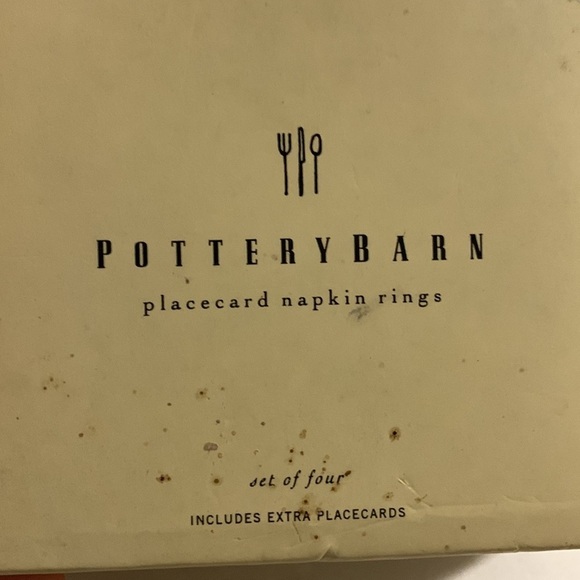 POTTERYBARN
placecard napkin rings
set of four
INCLUDES EXTRA PLACECARDS